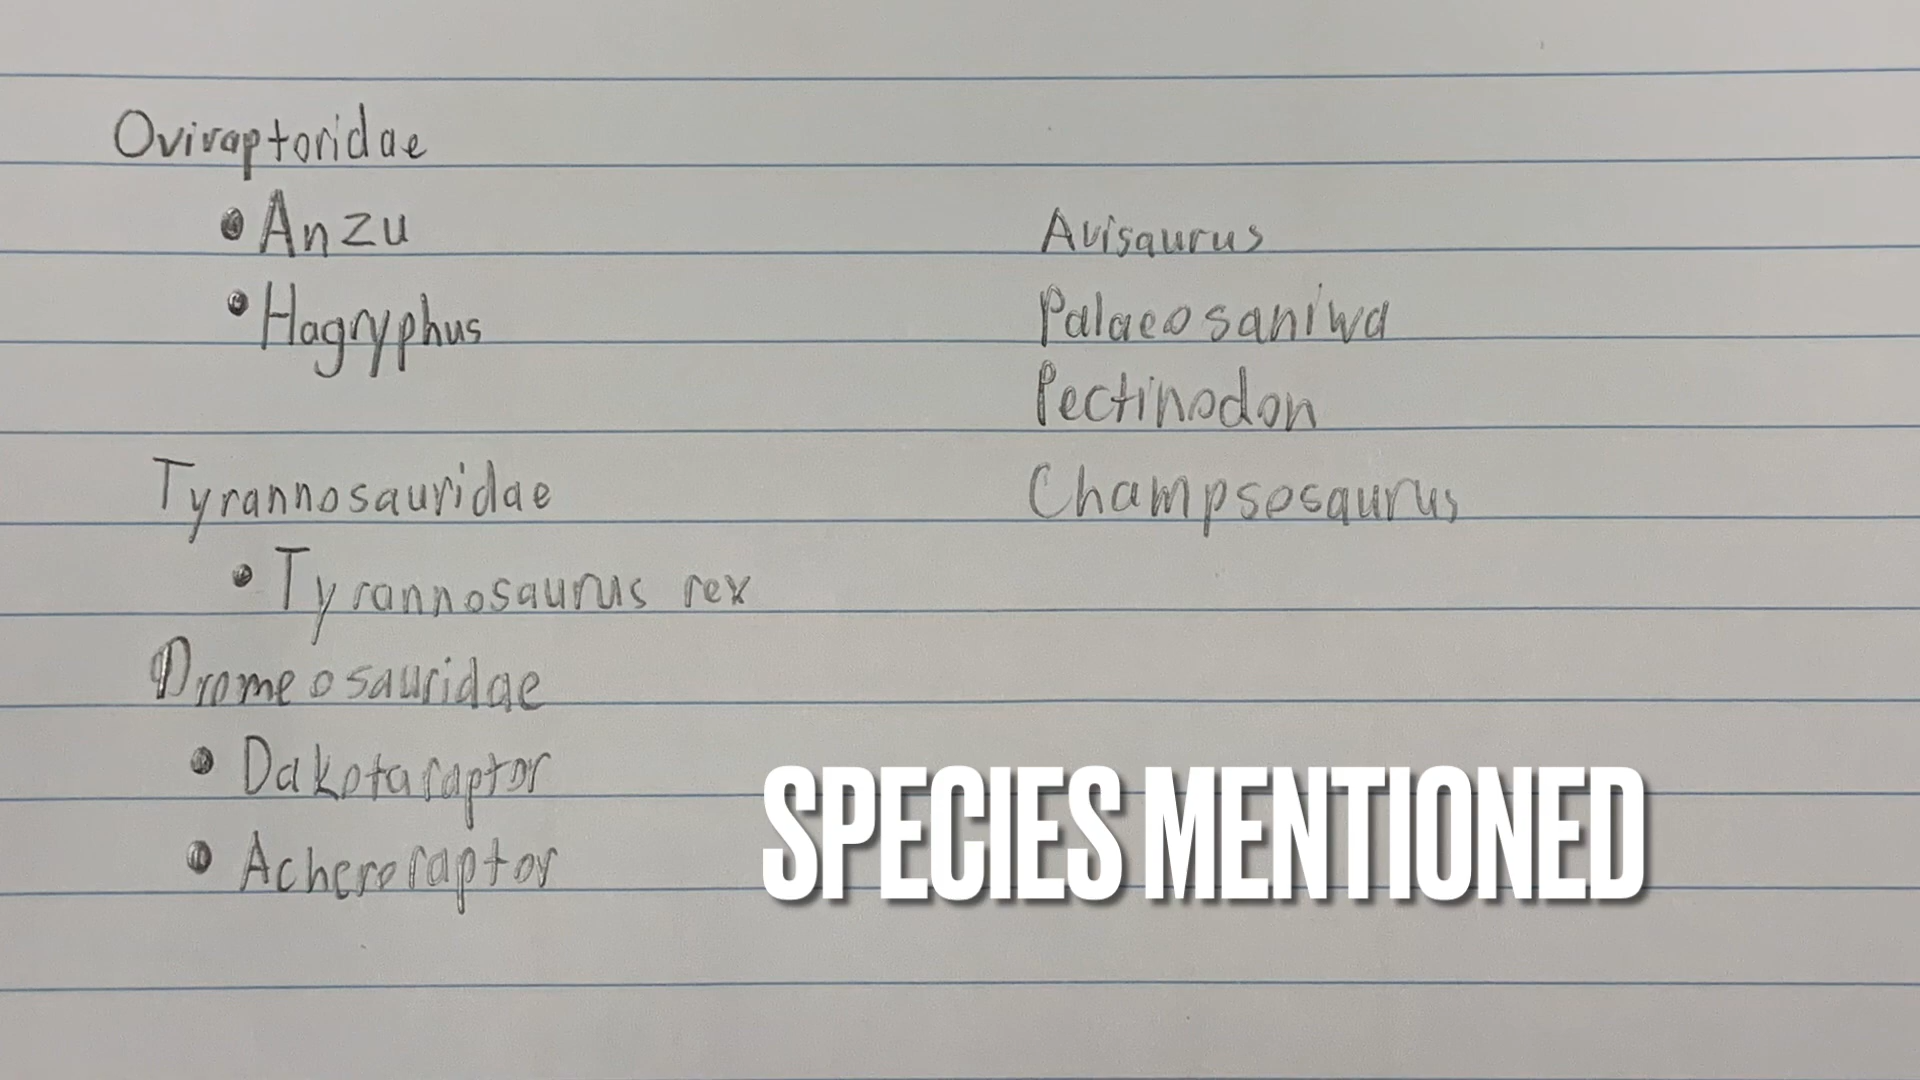 Oviraptoridae
• Anzu
• Hagryphus
Tyrannosauridae
• Tyrannosaurus rex
Dromeosauridae
• Dakotaraptor
• Acheroraptor
Avisaurus
Palaeosaniwa
Pectinodon
Champsosaurus
SPECIES MENTIONED